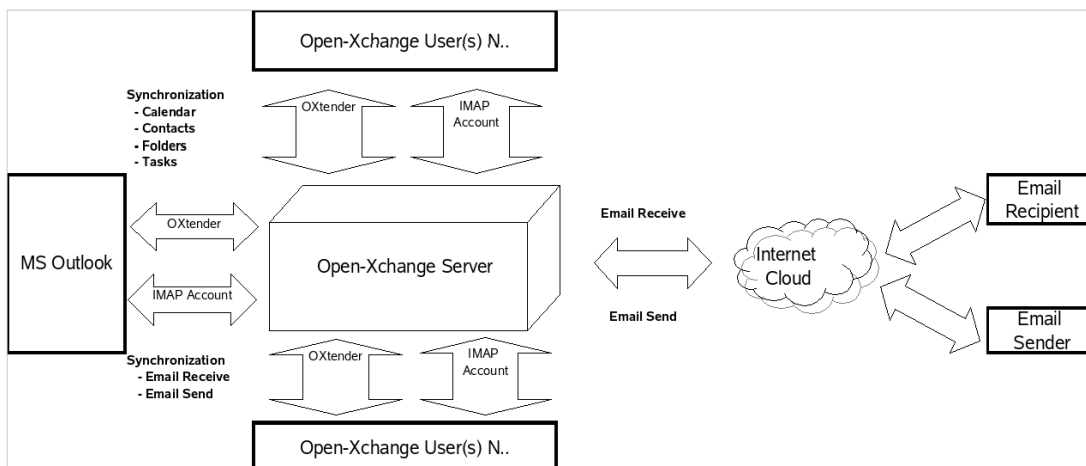 Open-Xchange User(s) N..
Synchronization
- Calendar
- Contacts
- Folders
- Tasks
OXtender
IMAP
Account
MS Outlook
OXtender
IMAP Account
Open-Xchange Server
Email Receive
Email Send
Internet
Cloud
Email
Recipient
Email
Sender
Synchronization
- Email Receive
- Email Send
OXtender
IMAP
Account
Open-Xchange User(s) N..